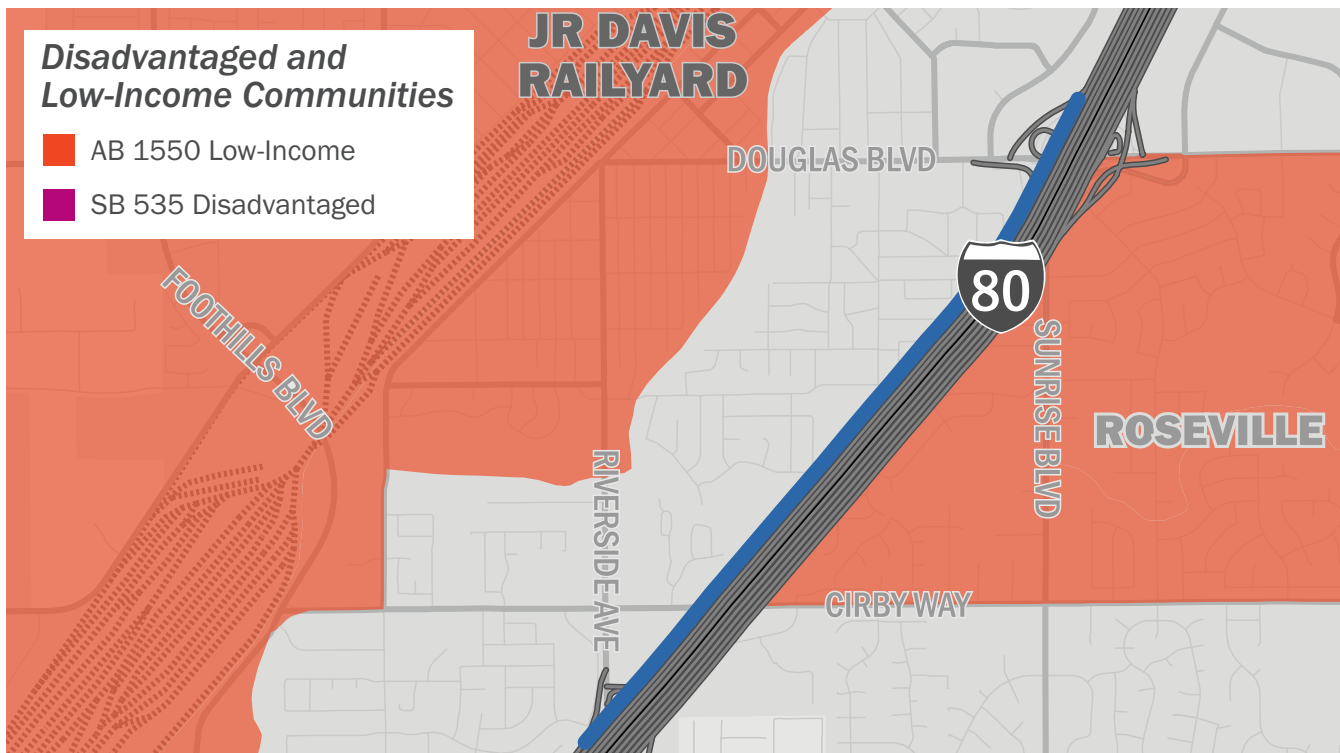 JR DAVIS
RAILYARD
Disadvantaged and
Low-Income Communities
AB 1550 Low-Income
SB 535 Disadvantaged
DOUGLAS BLVD
80
FOOTHILLS BLVD
SUNRISE BLVD
ROSEVILLE
RIVERSIDE AVE
CIRBY WAY